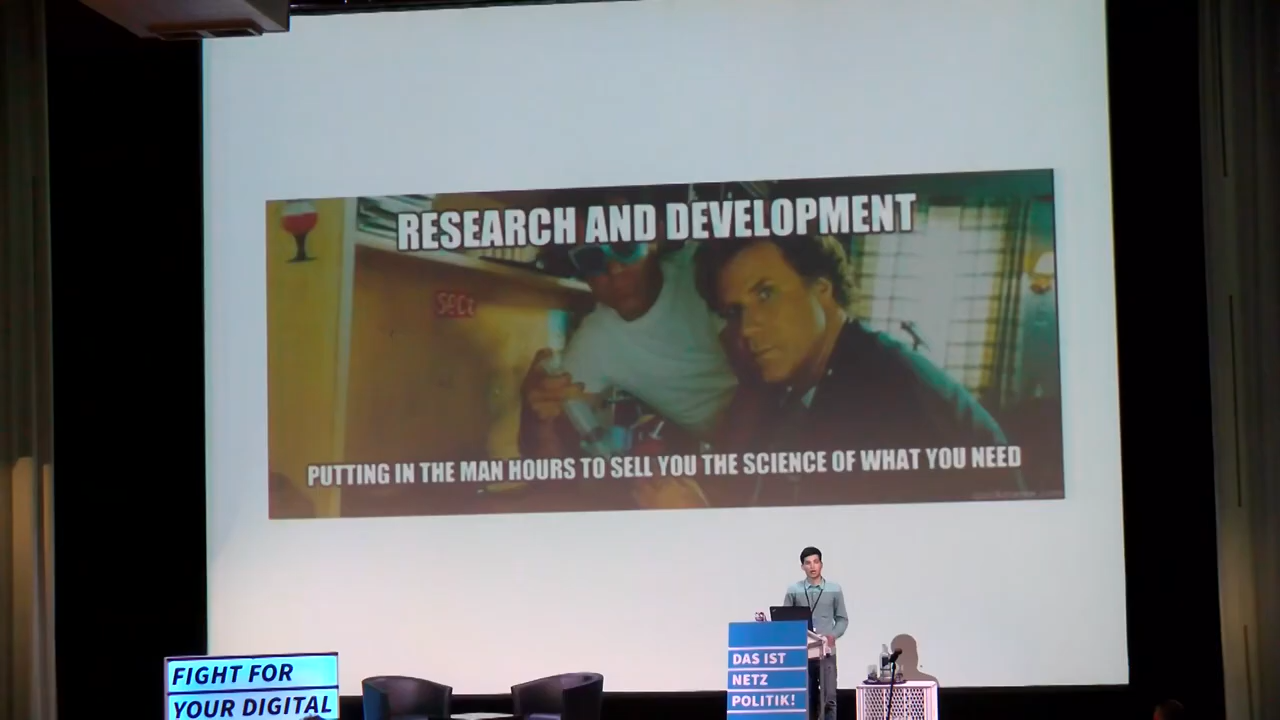 RESEARCH AND DEVELOPMENT
PUTTING IN THE MAN HOURS TO SELL YOU THE SCIENCE OF WHAT YOU NEED
DAS IST
NETZ
POLITIK!
FIGHT FOR
YOUR DIGITAL